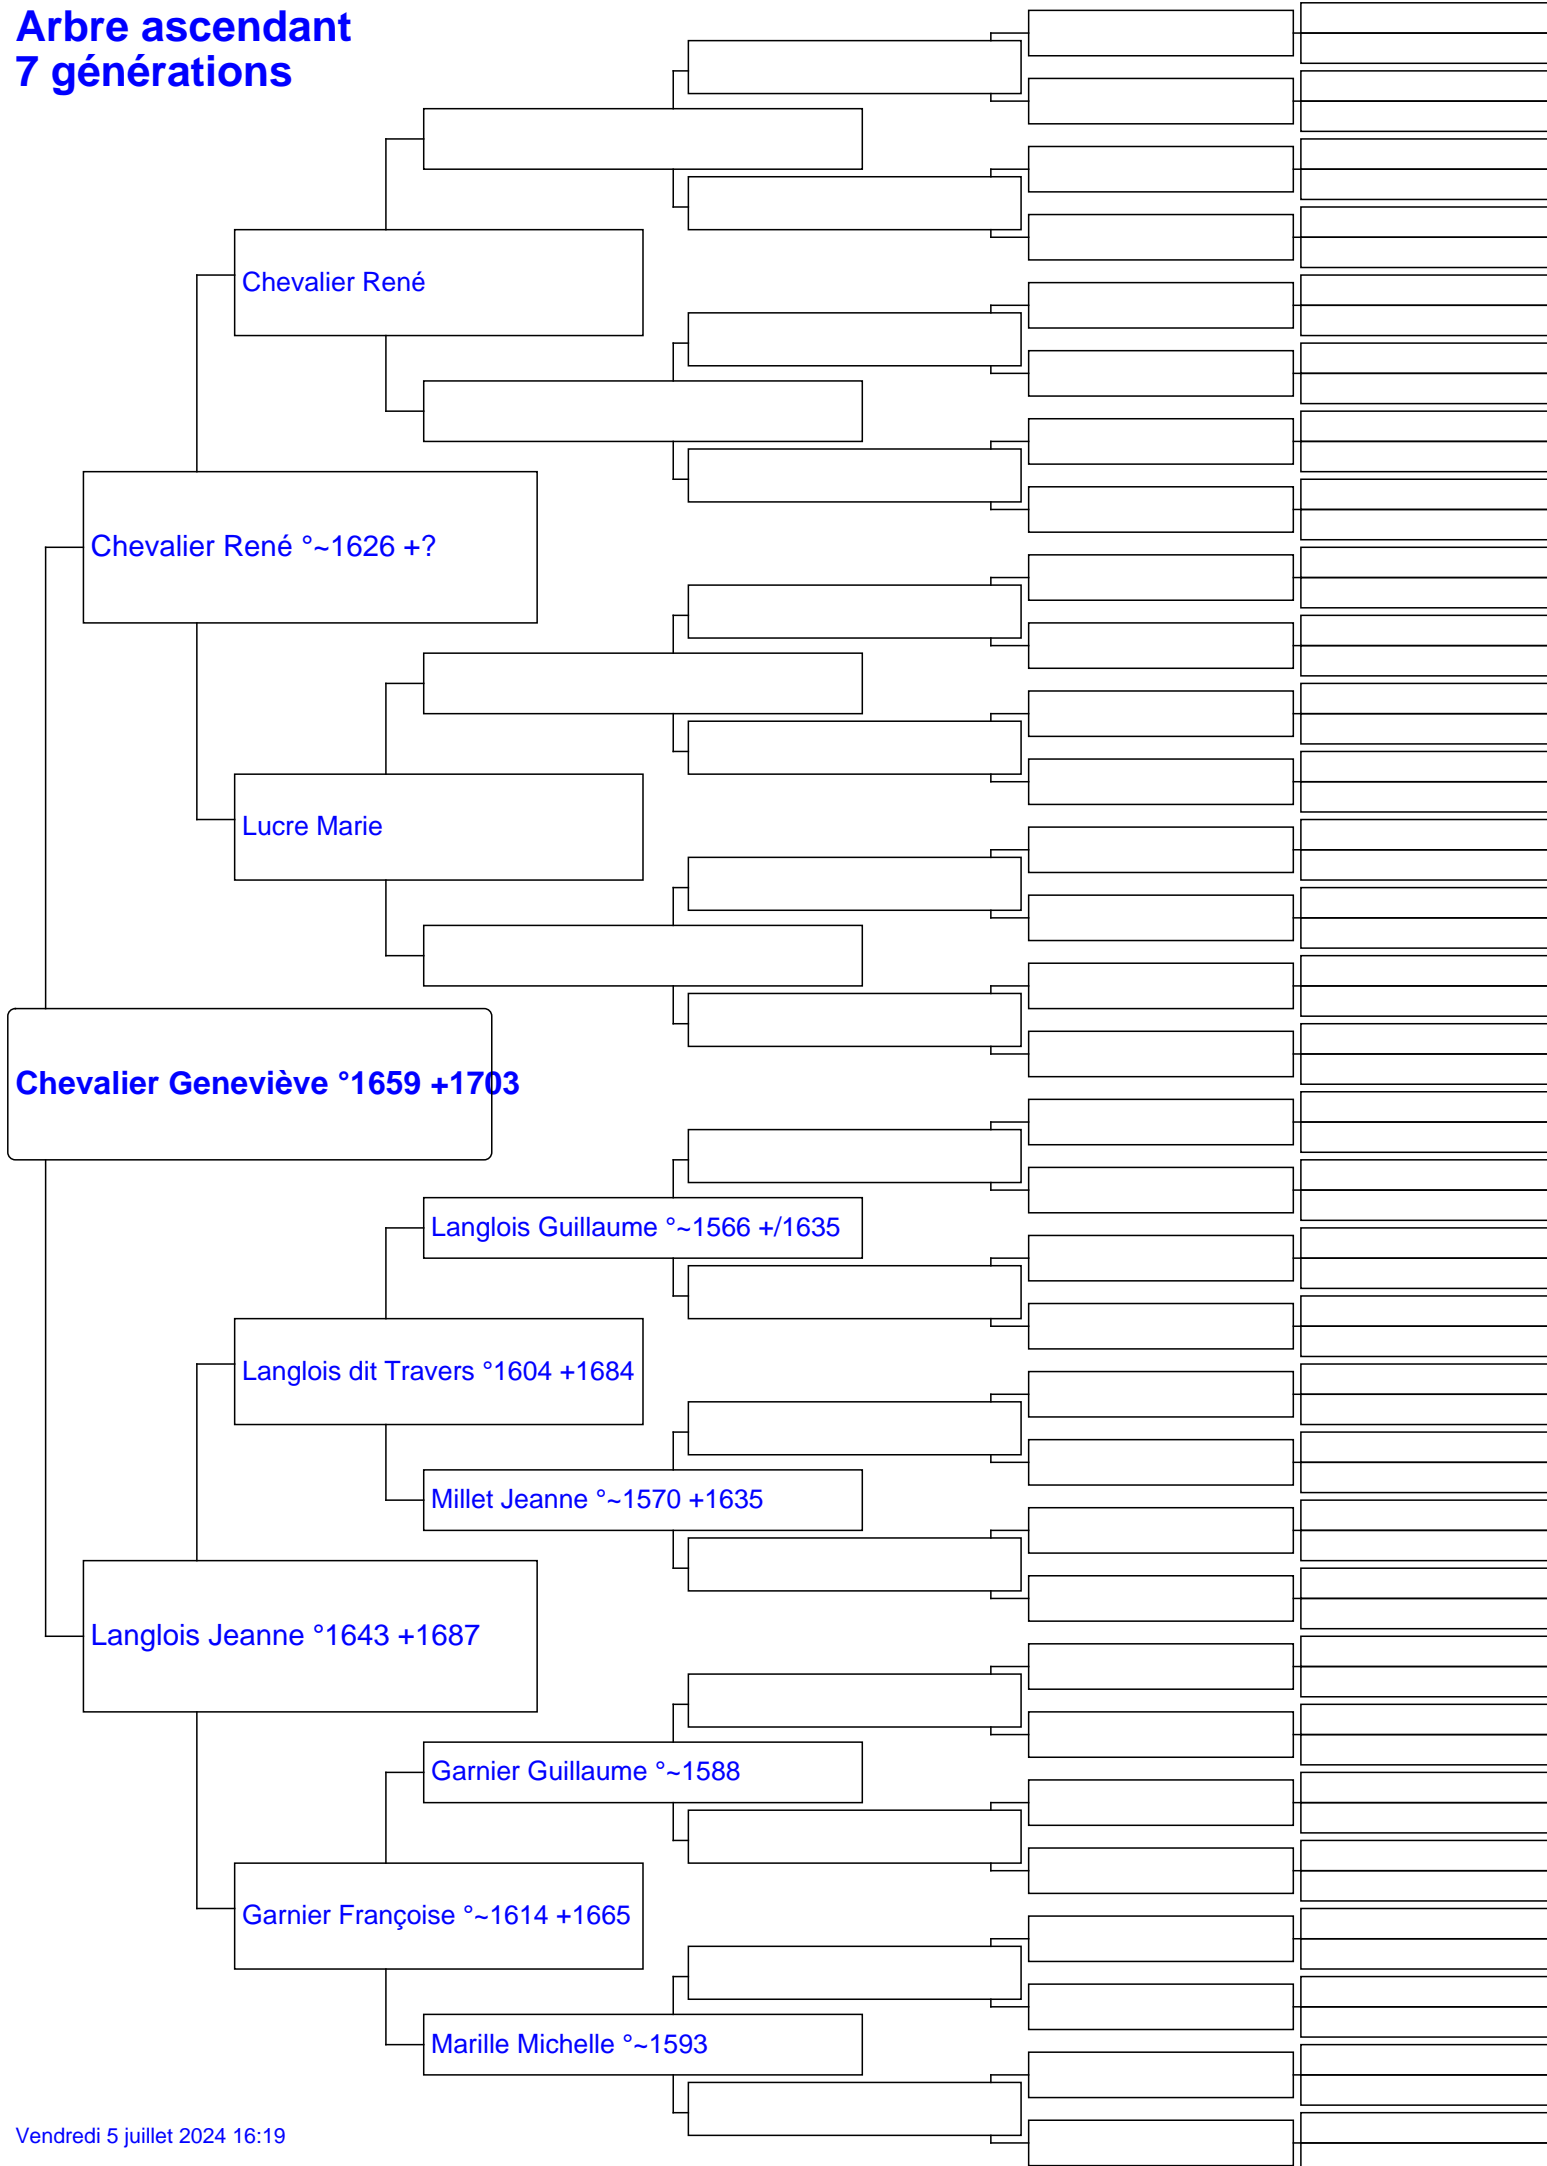 Arbre ascendant
7 générations
Chevalier René
Chevalier René °~1626 +?
Lucre Marie
Chevalier Geneviève °1659 +1703
Langlois Guillaume °~1566 +/1635
Langlois dit Travers °1604 +1684
Millet Jeanne °~1570 +1635
Langlois Jeanne °1643 +1687
Garnier Guillaume °~1588
Garnier Françoise °~1614 +1665
Marille Michelle °~1593
Vendredi 5 juillet 2024 16:19